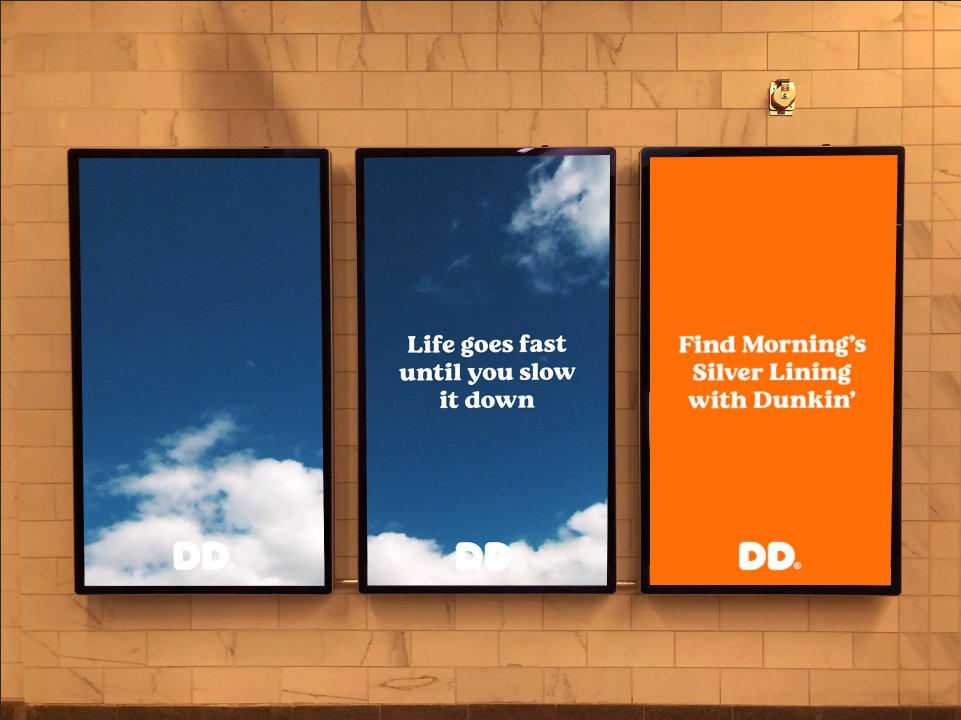 DD®
Life goes fast
until you slow
it down
DD®
Find Morning's
Silver Lining
with Dunkin'
DD®